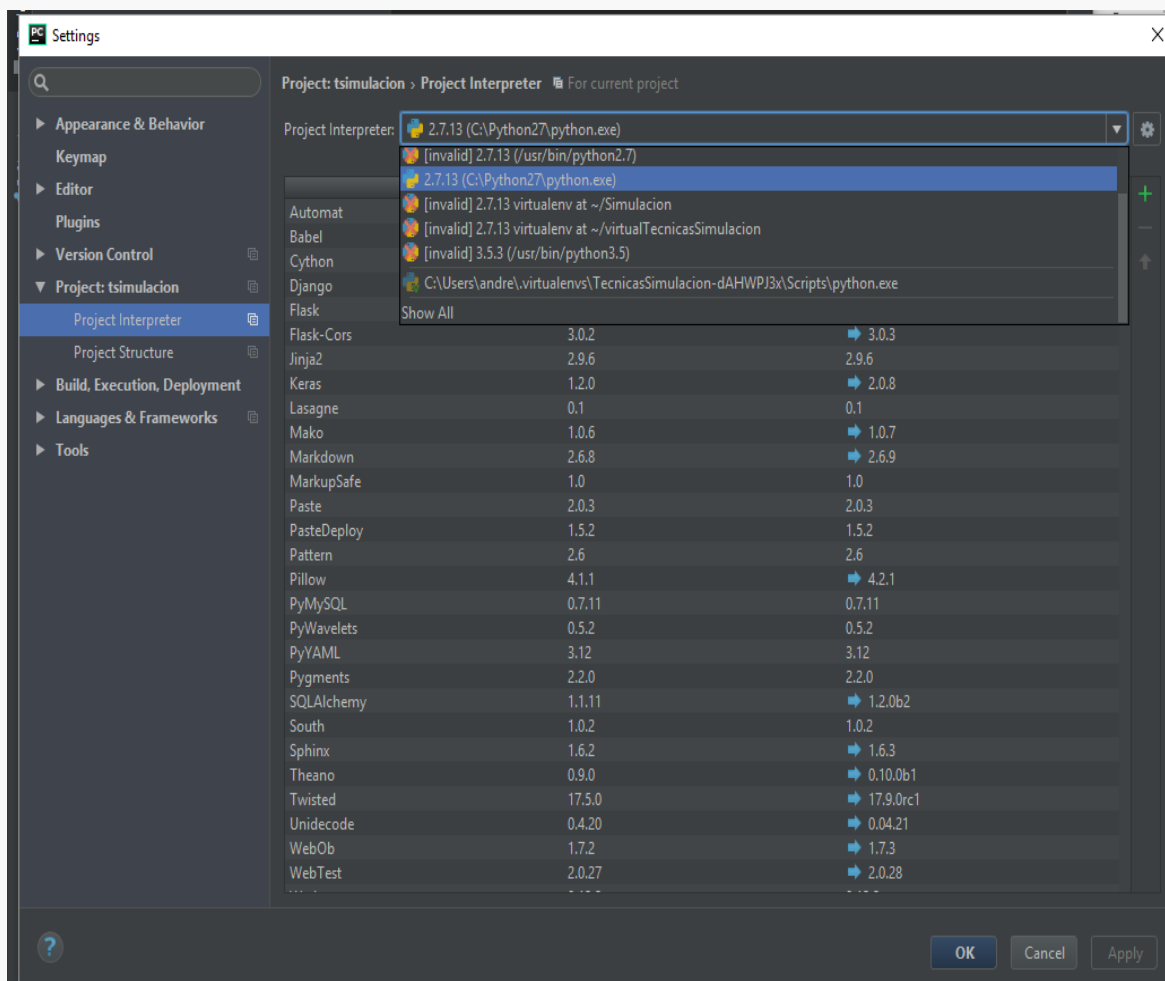 PC Settings
Project: tsimulacion › Project Interpreter For current project
Appearance & Behavior
Keymap
Editor
Plugins
Version Control
Project: tsimulacion
Project Interpreter
Project Structure
Build, Execution, Deployment
Languages & Frameworks
Tools
Project Interpreter: 2.7.13 (C:\Python27\python.exe)
[invalid] 2.7.13 (/usr/bin/python2.7)
2.7.13 (C:\Python27\python.exe)
[invalid] 2.7.13 virtualenv at ~/Simulacion
[invalid] 2.7.13 virtualenv at ~/virtualTecnicasSimulacion
[invalid] 3.5.3 (/usr/bin/python3.5)
C:\Users\andre\.virtualenvs\TecnicasSimulacion-dAHWPJ3x\Scripts\python.exe
Show All
Automat
Babel
Cython
Django
Flask
Flask-Cors 3.0.2 3.0.3
Jinja2 2.9.6 2.9.6
Keras 1.2.0 2.0.8
Lasagne 0.1 0.1
Mako 1.0.6 1.0.7
Markdown 2.6.8 2.6.9
MarkupSafe 1.0 1.0
Paste 2.0.3 2.0.3
PasteDeploy 1.5.2 1.5.2
Pattern 2.6 2.6
Pillow 4.1.1 4.2.1
PyMySQL 0.7.11 0.7.11
PyWavelets 0.5.2 0.5.2
PyYAML 3.12 3.12
Pygments 2.2.0 2.2.0
SQLAlchemy 1.1.11 1.2.0b2
South 1.0.2 1.0.2
Sphinx 1.6.2 1.6.3
Theano 0.9.0 0.10.0b1
Twisted 17.5.0 17.9.0rc1
Unidecode 0.4.20 0.04.21
WebOb 1.7.2 1.7.3
WebTest 2.0.27 2.0.28
?
OK Cancel Apply